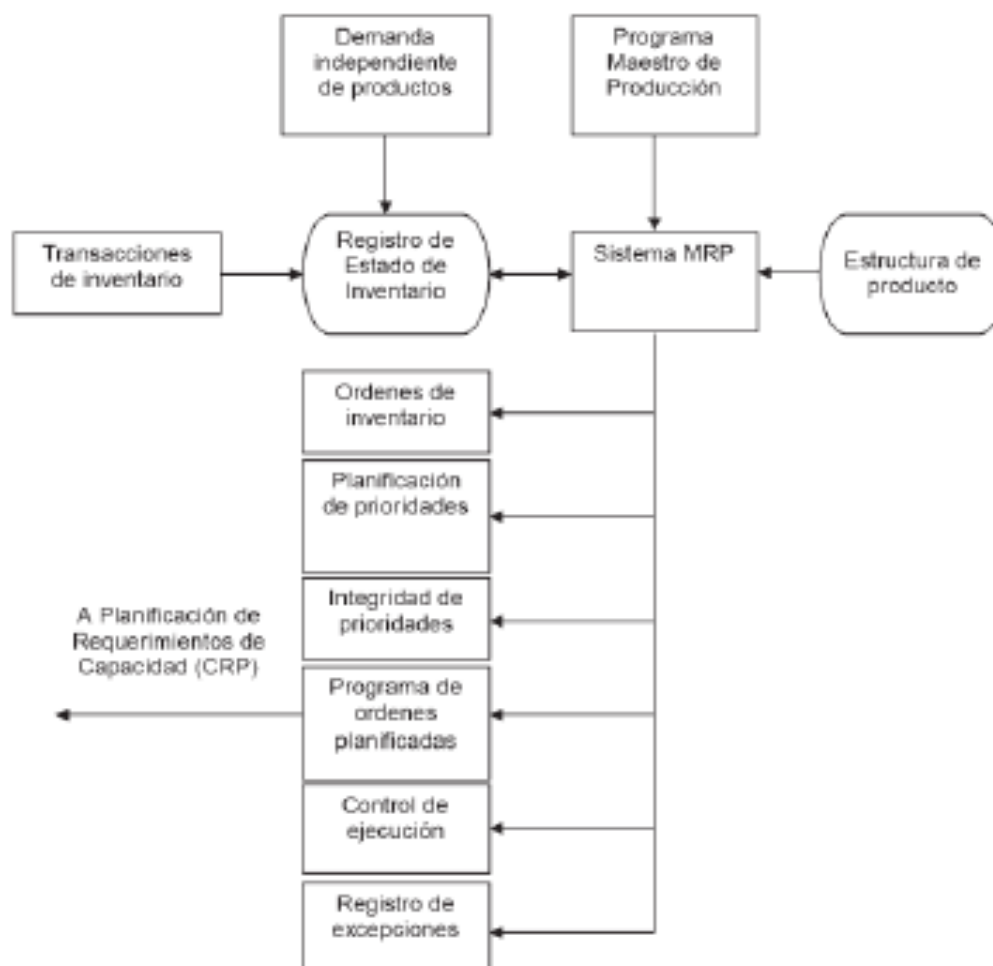 Demanda
independiente
de productos
Programa
Maestro de
Producción
Transacciones
de inventario
Registro de
Estado de
Inventario
Sistema MRP
Estructura de
producto
Ordenes de
inventario
Planificación
de prioridades
Integridad de
prioridades
A Planificación de
Requerimientos de
Capacidad (CRP)
Programa de
ordenes
planificadas
Control de
ejecución
Registro de
excepciones